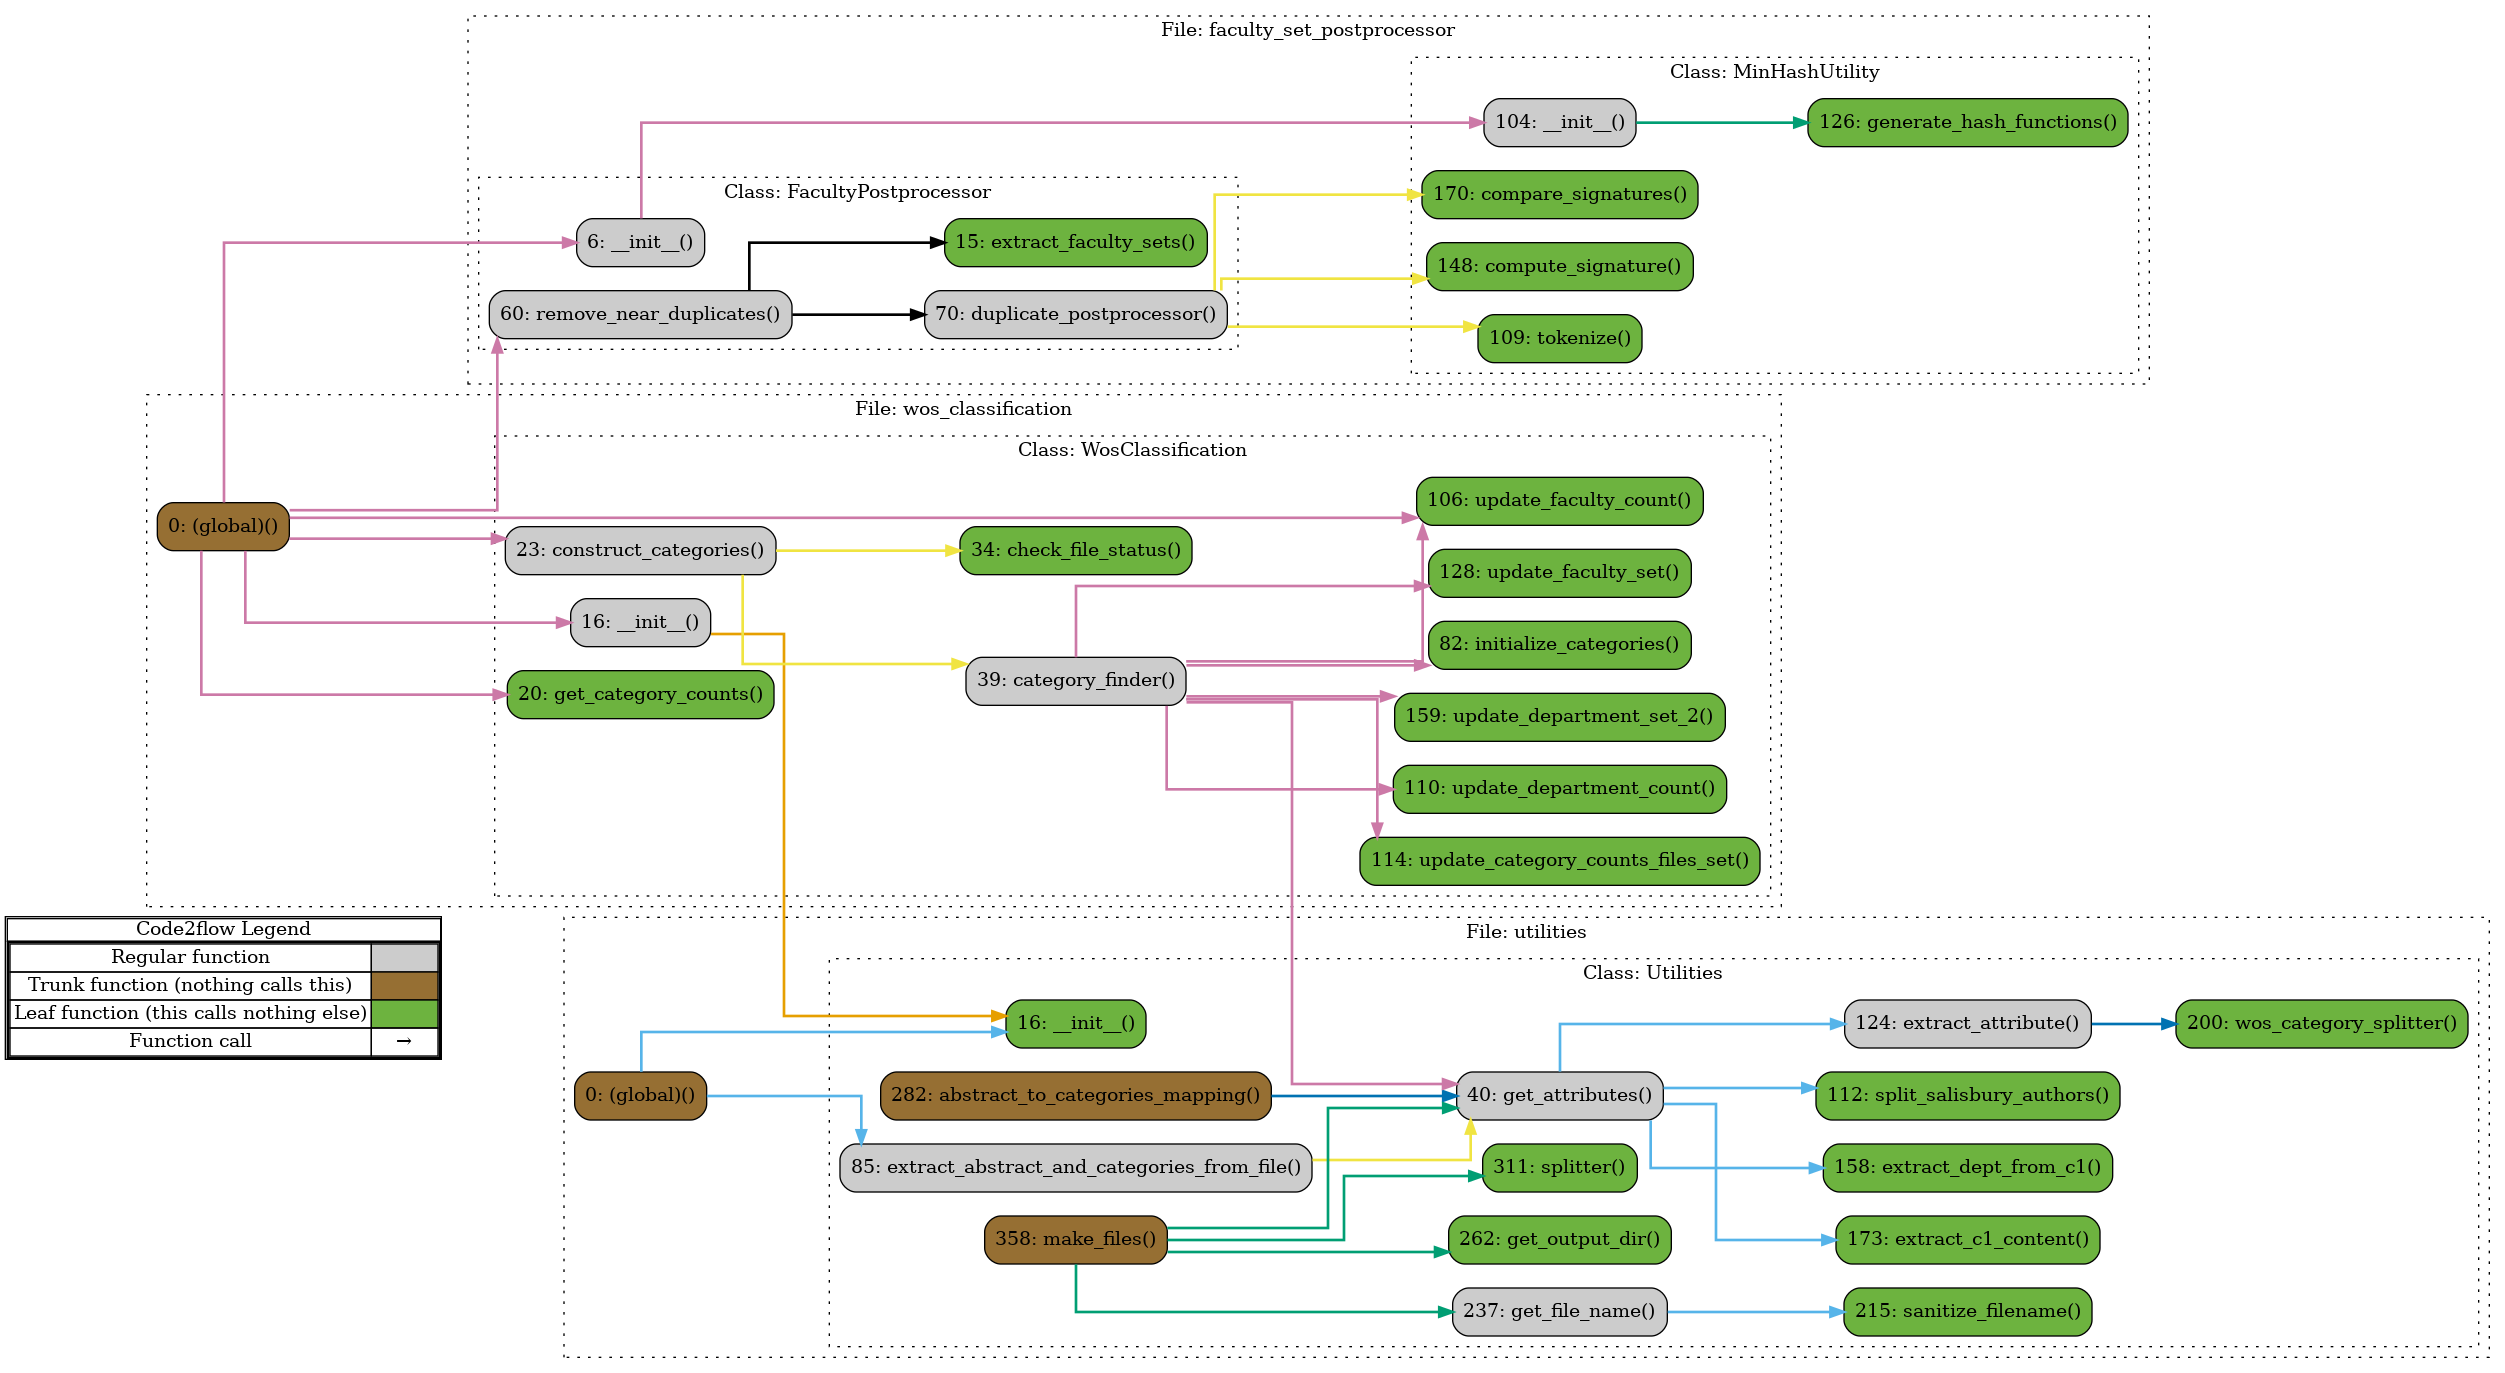 File: faculty_set_postprocessor
Class: MinHashUtility
104: __init__()
126: generate_hash_functions()
170: compare_signatures()
148: compute_signature()
109: tokenize()
Class: FacultyPostprocessor
6: __init__()
15: extract_faculty_sets()
60: remove_near_duplicates()
70: duplicate_postprocessor()
File: wos_classification
0: (global)()
Class: WosClassification
106: update_faculty_count()
23: construct_categories()
34: check_file_status()
128: update_faculty_set()
16: __init__()
82: initialize_categories()
39: category_finder()
20: get_category_counts()
159: update_department_set_2()
110: update_department_count()
114: update_category_counts_files_set()
Code2flow Legend
Regular function
Trunk function (nothing calls this)
Leaf function (this calls nothing else)
Function call →
File: utilities
0: (global)()
Class: Utilities
16: __init__()
124: extract_attribute()
200: wos_category_splitter()
282: abstract_to_categories_mapping()
40: get_attributes()
112: split_salisbury_authors()
85: extract_abstract_and_categories_from_file()
311: splitter()
158: extract_dept_from_c1()
358: make_files()
262: get_output_dir()
173: extract_c1_content()
237: get_file_name()
215: sanitize_filename()